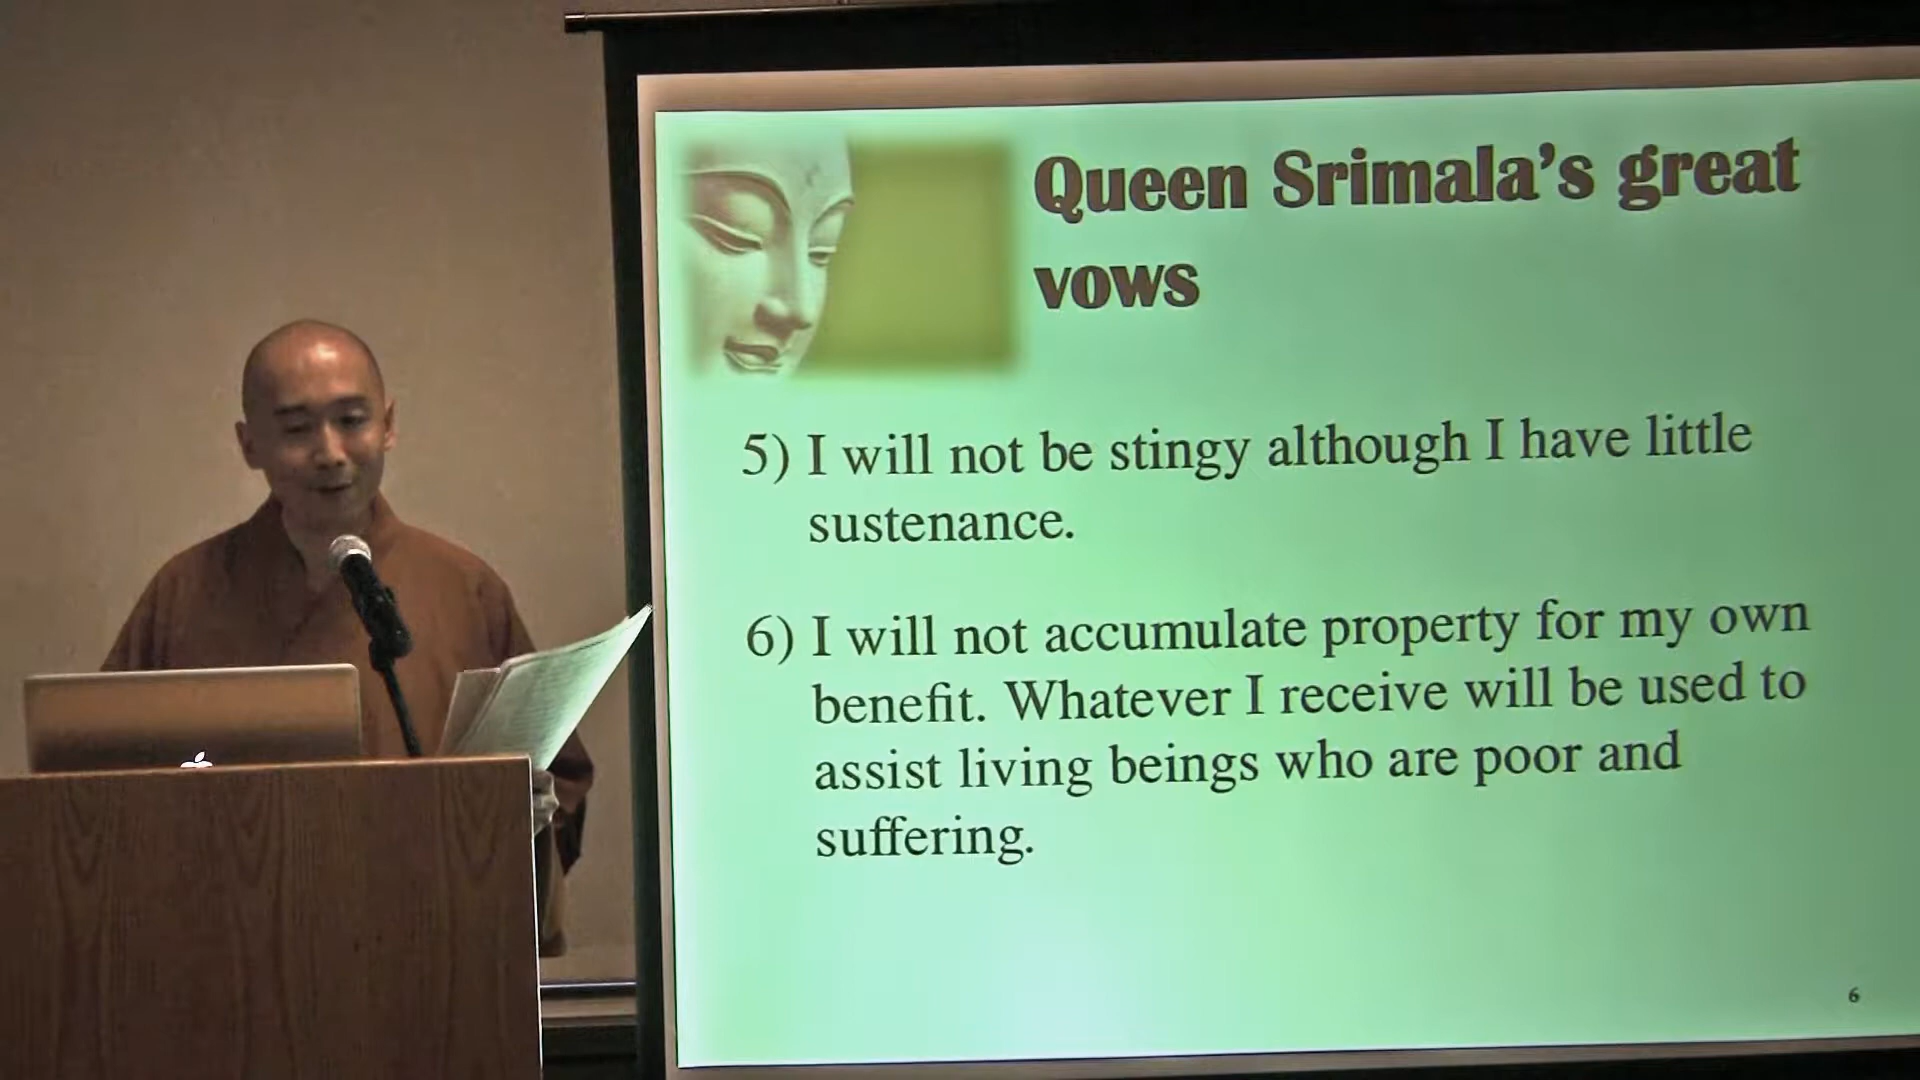 Queen Srimala's great
vows
5) I will not be stingy although I have little
sustenance.
6) I will not accumulate property for my own
benefit. Whatever I receive will be used to
assist living beings who are poor and
suffering.
6